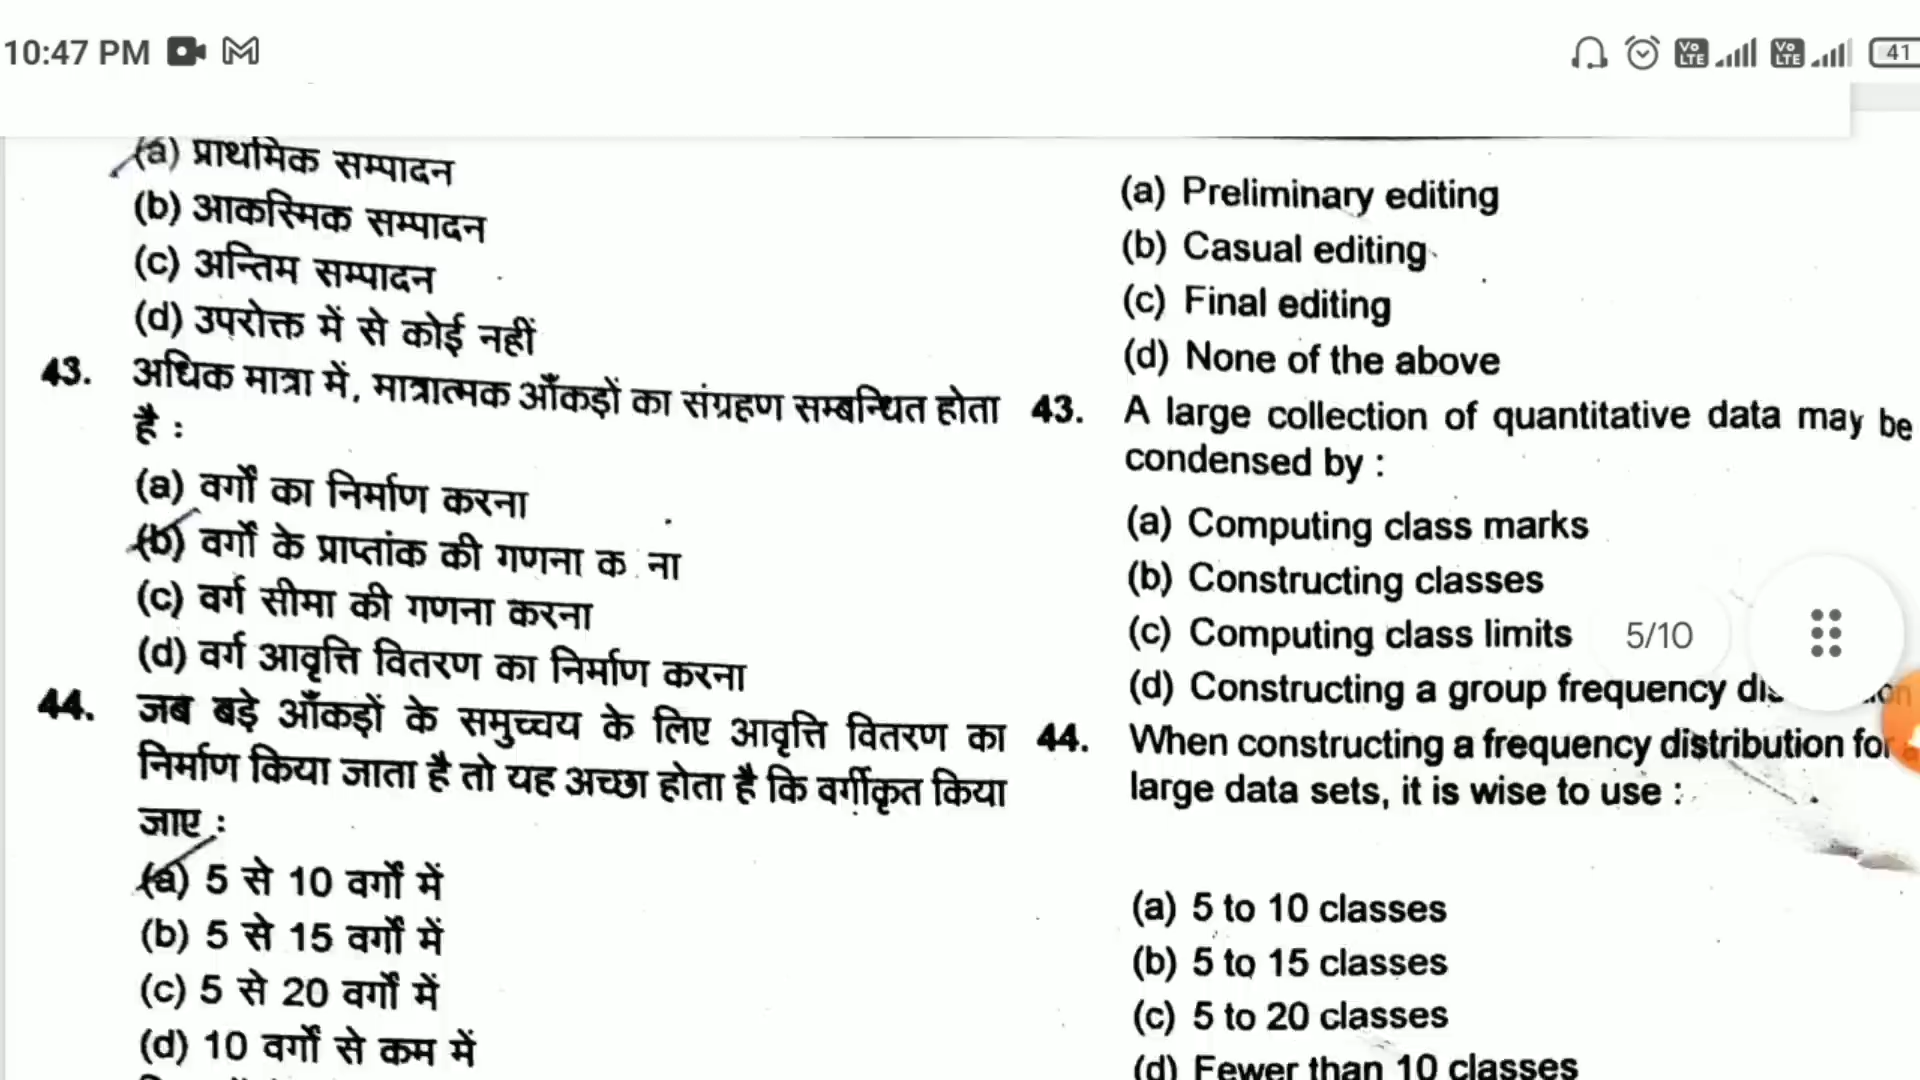 10:47 PM
Vo LTE
Vo LTE
41
(a) प्राथमिक सम्पादन
(b) आकस्मिक सम्पादन
(c) अन्तिम सम्पादन
(d) उपरोक्त में से कोई नहीं
43. अधिक मात्रा में, मात्रात्मक आँकड़ों का संग्रहण सम्बन्धित होता
है :
(a) वर्गों का निर्माण करना
(b) वर्गों के प्राप्तांक की गणना क ना
(c) वर्ग सीमा की गणना करना
(d) वर्ग आवृत्ति वितरण का निर्माण करना
44. जब बड़े आँकड़ों के समुच्चय के लिए आवृत्ति वितरण का
निर्माण किया जाता है तो यह अच्छा होता है कि वर्गीकृत किया
जाए :
(a) 5 से 10 वर्गों में
(b) 5 से 15 वर्गों में
(c) 5 से 20 वर्गों में
(d) 10 वर्गों से कम में
(a) Preliminary editing
(b) Casual editing
(c) Final editing
(d) None of the above
43. A large collection of quantitative data may be
condensed by :
(a) Computing class marks
(b) Constructing classes
(c) Computing class limits
5/10
(d) Constructing a group frequency
44. When constructing a frequency distribution for
large data sets, it is wise to use :
(a) 5 to 10 classes
(b) 5 to 15 classes
(c) 5 to 20 classes
(d) Fewer than 10 classes